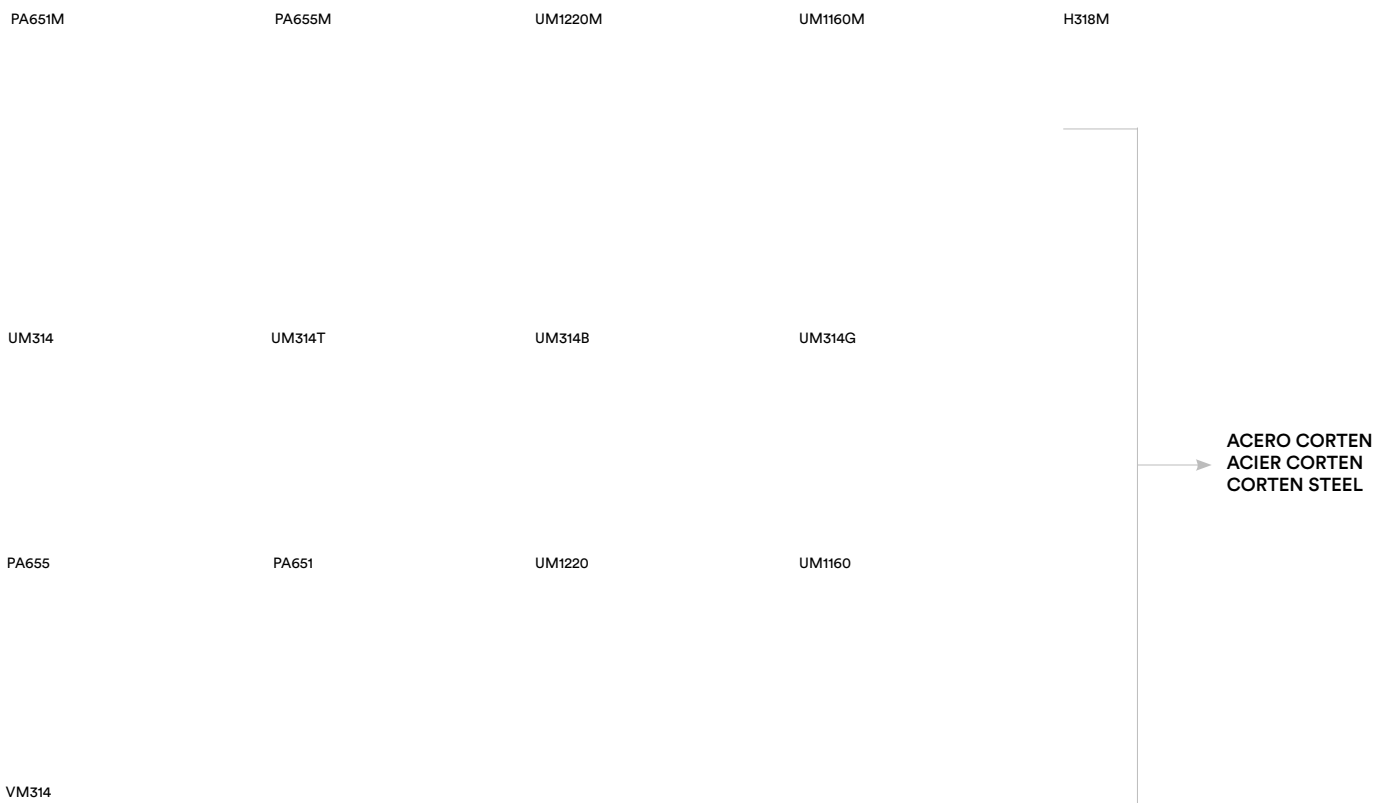 PA651M
PA655M
UM1220M
UM1160M
H318M
UM314
UM314T
UM314B
UM314G
ACERO CORTEN
ACIER CORTEN
CORTEN STEEL
PA655
PA651
UM1220
UM1160
VM314